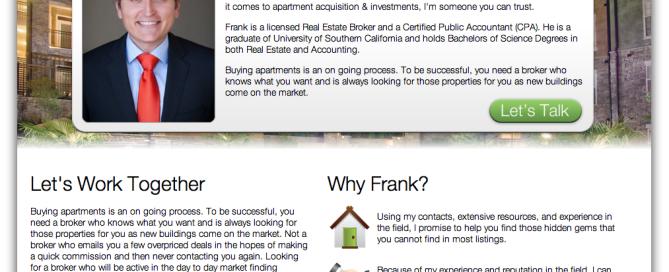 it comes to apartment acquisition & investments, I'm someone you can trust.
Frank is a licensed Real Estate Broker and a Certified Public Accountant (CPA). He is a
graduate of University of Southern California and holds Bachelors of Science Degrees in
both Real Estate and Accounting.
Buying apartments is an on going process. To be successful, you need a broker who
knows what you want and is always looking for those properties for you as new buildings
come on the market.
Let's Talk
Let's Work Together
Buying apartments is an on going process. To be successful, you
need a broker who knows what you want and is always looking for
those properties for you as new buildings come on the market. Not a
broker who emails you a few overpriced deals in the hopes of making
a quick commission and then never contacting you again. Looking
for a broker who will be active in the day to day market finding
Why Frank?
Using my contacts, extensive resources, and experience in
the field, I promise to help you find those hidden gems that
you cannot find in most listings.
Because of my experience and reputation in the field, I can